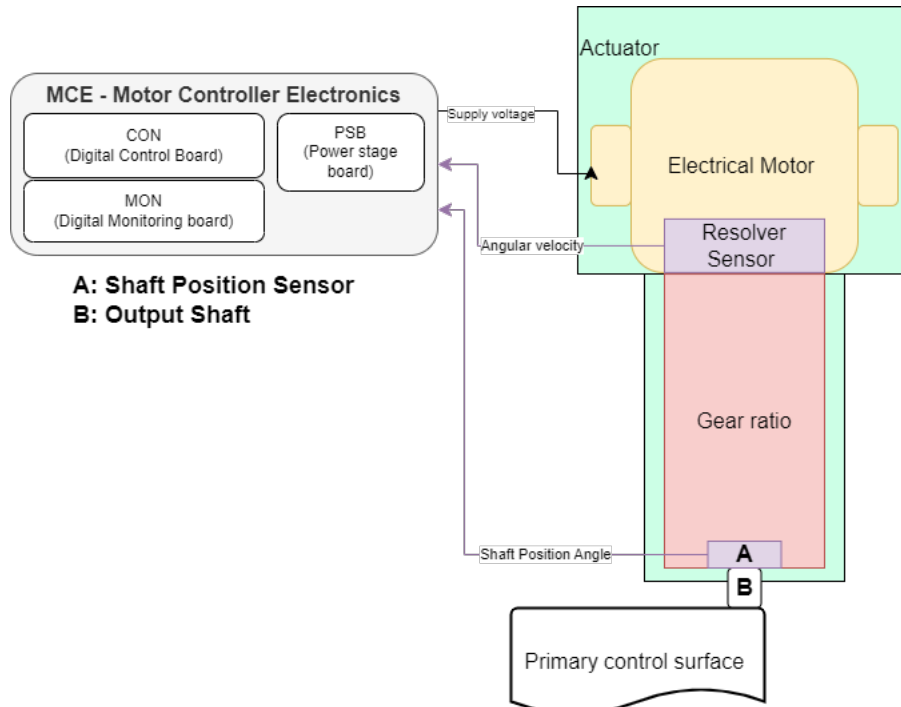 Actuator
MCE - Motor Controller Electronics
CON
(Digital Control Board)
PSB
(Power stage
board)
MON
(Digital Monitoring board)
Supply voltage
Electrical Motor
Resolver
Sensor
Angular velocity
A: Shaft Position Sensor
B: Output Shaft
Gear ratio
Shaft Position Angle
A
B
Primary control surface